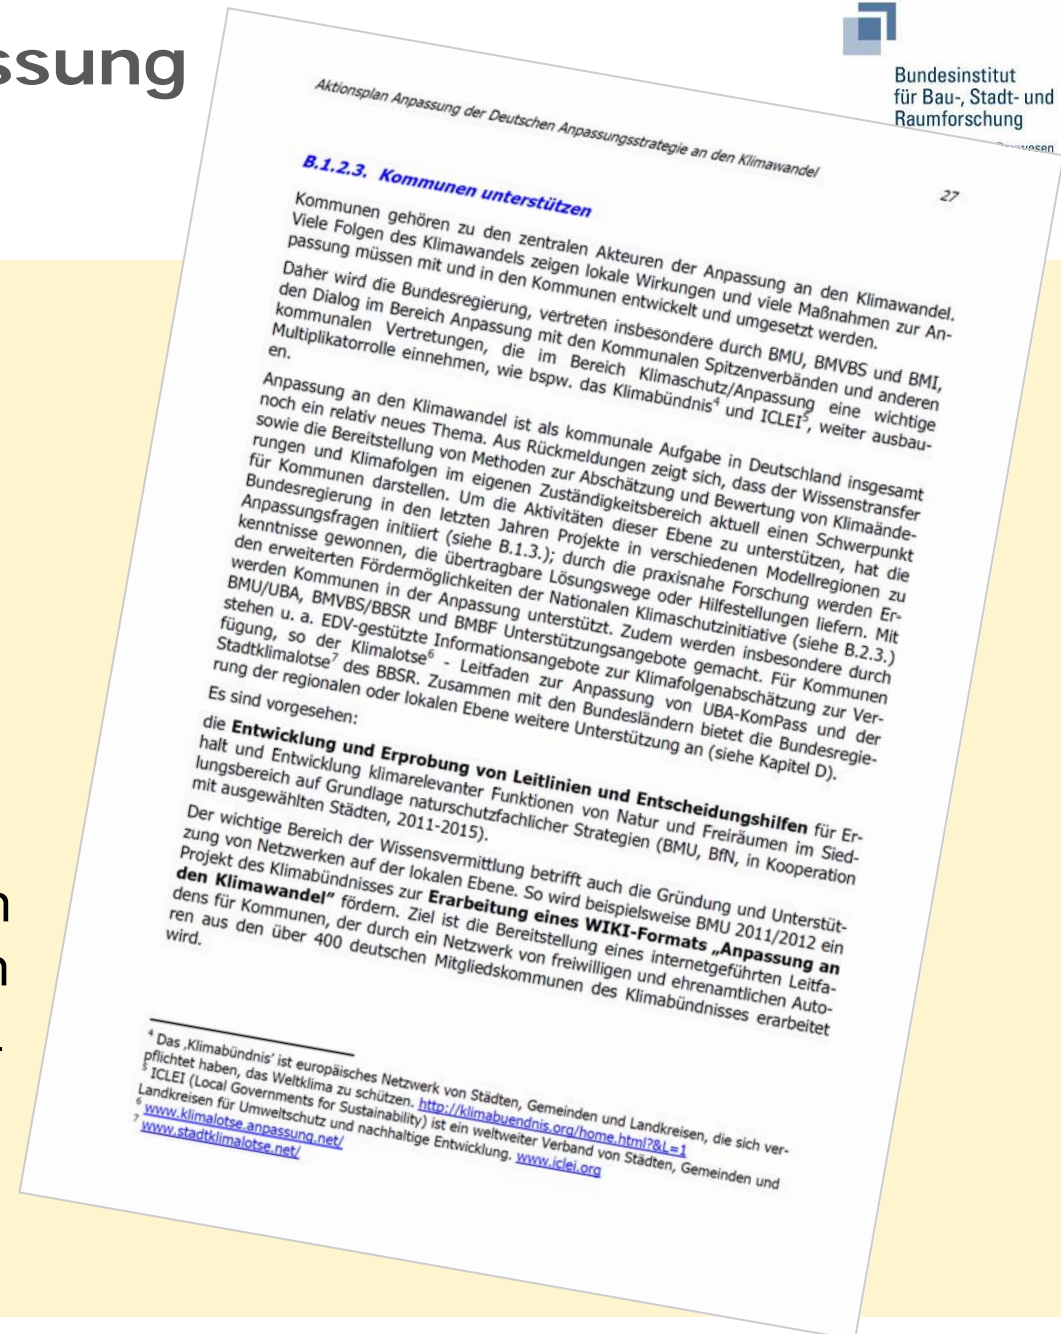 ssung
Bundesinstitut
für Bau-, Stadt- und
Raumforschung
Aktionsplan Anpassung der Deutschen Anpassungsstrategie an den Klimawandel
27
B.1.2.3. Kommunen unterstützen
Kommunen gehören zu den zentralen Akteuren der Anpassung an den Klimawandel.
Viele Folgen des Klimawandels zeigen lokale Wirkungen und viele Maßnahmen zur An-
passung müssen mit und in den Kommunen entwickelt und umgesetzt werden.
Daher wird die Bundesregierung, vertreten insbesondere durch BMU, BMVBS und BMI,
den Dialog im Bereich Anpassung mit den Kommunalen Spitzenverbänden und anderen
kommunalen Vertretungen, die im Bereich Klimaschutz/Anpassung eine wichtige
Multiplikatorrolle einnehmen, wie bspw. das Klimabündnis⁴ und ICLEI⁵, weiter ausbau-
en.
Anpassung an den Klimawandel ist als kommunale Aufgabe in Deutschland insgesamt
noch ein relativ neues Thema. Aus Rückmeldungen zeigt sich, dass der Wissenstransfer
sowie die Bereitstellung von Methoden zur Abschätzung und Bewertung von Klimaände-
rungen und Klimafolgen im eigenen Zuständigkeitsbereich aktuell einen Schwerpunkt
für Kommunen darstellen. Um die Aktivitäten dieser Ebene zu unterstützen, hat die
Bundesregierung in den letzten Jahren Projekte in verschiedenen Modellregionen zu
Anpassungsfragen initiiert (siehe B.1.3.); durch die praxisnahe Forschung werden Er-
kenntnisse gewonnen, die übertragbare Lösungswege oder Hilfestellungen liefern. Mit
den erweiterten Fördermöglichkeiten der Nationalen Klimaschutzinitiative (siehe B.2.3.)
werden Kommunen in der Anpassung unterstützt. Zudem werden insbesondere durch
BMU/UBA, BMVBS/BBSR und BMBF Unterstützungsangebote gemacht. Für Kommunen
stehen u. a. EDV-gestützte Informationsangebote zur Klimafolgenabschätzung zur Ver-
fügung, so der Klimalotse⁶ - Leitfaden zur Anpassung von UBA-KomPass und der
Stadtklimalotse⁷ des BBSR. Zusammen mit den Bundesländern bietet die Bundesregie-
rung der regionalen oder lokalen Ebene weitere Unterstützung an (siehe Kapitel D).
Es sind vorgesehen:
die Entwicklung und Erprobung von Leitlinien und Entscheidungshilfen für Er-
halt und Entwicklung klimarelevanter Funktionen von Natur und Freiräumen im Sied-
lungsbereich auf Grundlage naturschutzfachlicher Strategien (BMU, BfN, in Kooperation
mit ausgewählten Städten, 2011-2015).
Der wichtige Bereich der Wissensvermittlung betrifft auch die Gründung und Unterstüt-
zung von Netzwerken auf der lokalen Ebene. So wird beispielsweise BMU 2011/2012 ein
Projekt des Klimabündnisses zur Erarbeitung eines WIKI-Formats „Anpassung an
den Klimawandel" fördern. Ziel ist die Bereitstellung eines internetgeführten Leitfa-
dens für Kommunen, der durch ein Netzwerk von freiwilligen und ehrenamtlichen Auto-
ren aus den über 400 deutschen Mitgliedskommunen des Klimabündnisses erarbeitet
wird.
n
n
⁴ Das ‚Klimabündnis' ist europäisches Netzwerk von Städten, Gemeinden und Landkreisen, die sich ver-
pflichtet haben, das Weltklima zu schützen. http://klimabuendnis.org/home.html?&L=1
⁵ ICLEI (Local Governments for Sustainability) ist ein weltweiter Verband von Städten, Gemeinden und
Landkreisen für Umweltschutz und nachhaltige Entwicklung. www.iclei.org
⁶ www.klimalotse.anpassung.net/
⁷ www.stadtklimalotse.net/